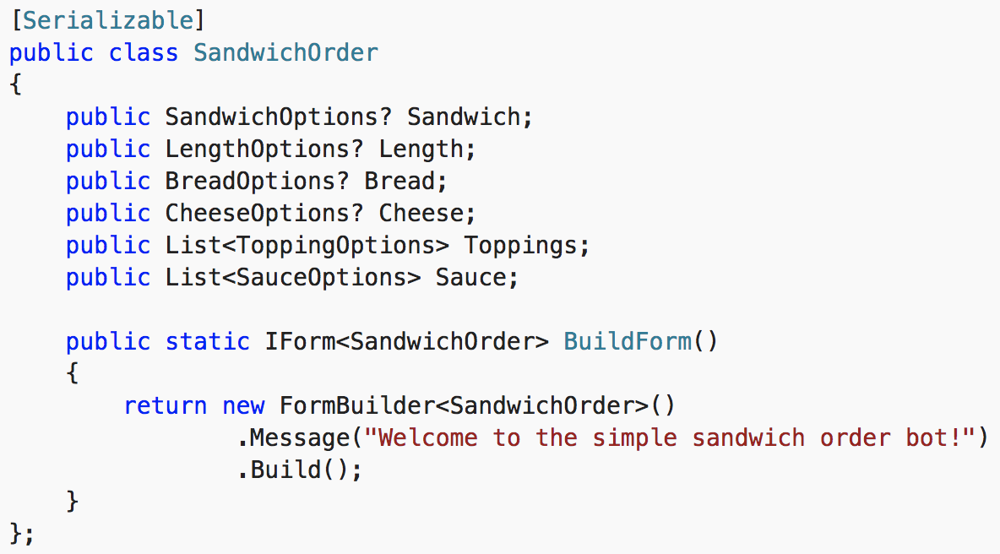 [Serializable]
public class SandwichOrder
{
    public SandwichOptions? Sandwich;
    public LengthOptions? Length;
    public BreadOptions? Bread;
    public CheeseOptions? Cheese;
    public List<ToppingOptions> Toppings;
    public List<SauceOptions> Sauce;

    public static IForm<SandwichOrder> BuildForm()
    {
        return new FormBuilder<SandwichOrder>()
                .Message("Welcome to the simple sandwich order bot!")
                .Build();
    }
};